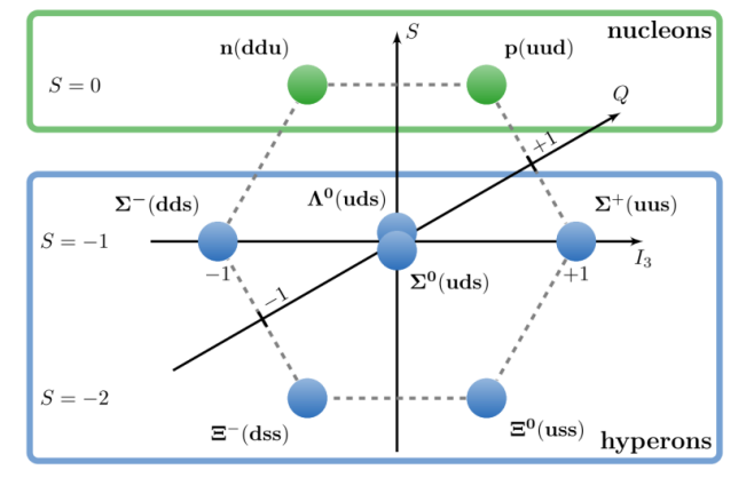 S
nucleons
n(ddu)
p(uud)
S = 0
Q
+1
Λ⁰(uds)
Σ⁻(dds)
Σ⁺(uus)
S = −1
I₃
−1
+1
Σ⁰(uds)
−1
S = −2
Ξ⁻(dss)
Ξ⁰(uss)
hyperons